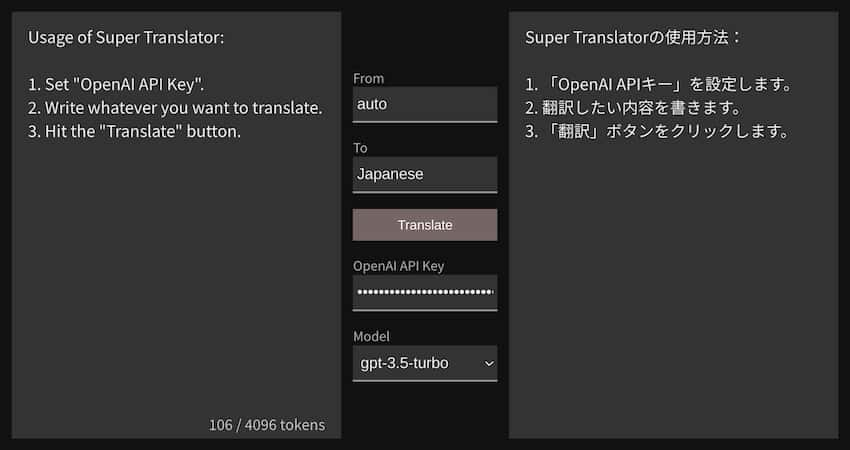 Usage of Super Translator:
1. Set "OpenAI API Key".
2. Write whatever you want to translate.
3. Hit the "Translate" button.
106 / 4096 tokens
From
auto
To
Japanese
Translate
OpenAI API Key
••••••••••••••••••••••••••
Model
gpt-3.5-turbo
Super Translatorの使用方法：
1. 「OpenAI APIキー」を設定します。
2. 翻訳したい内容を書きます。
3. 「翻訳」ボタンをクリックします。